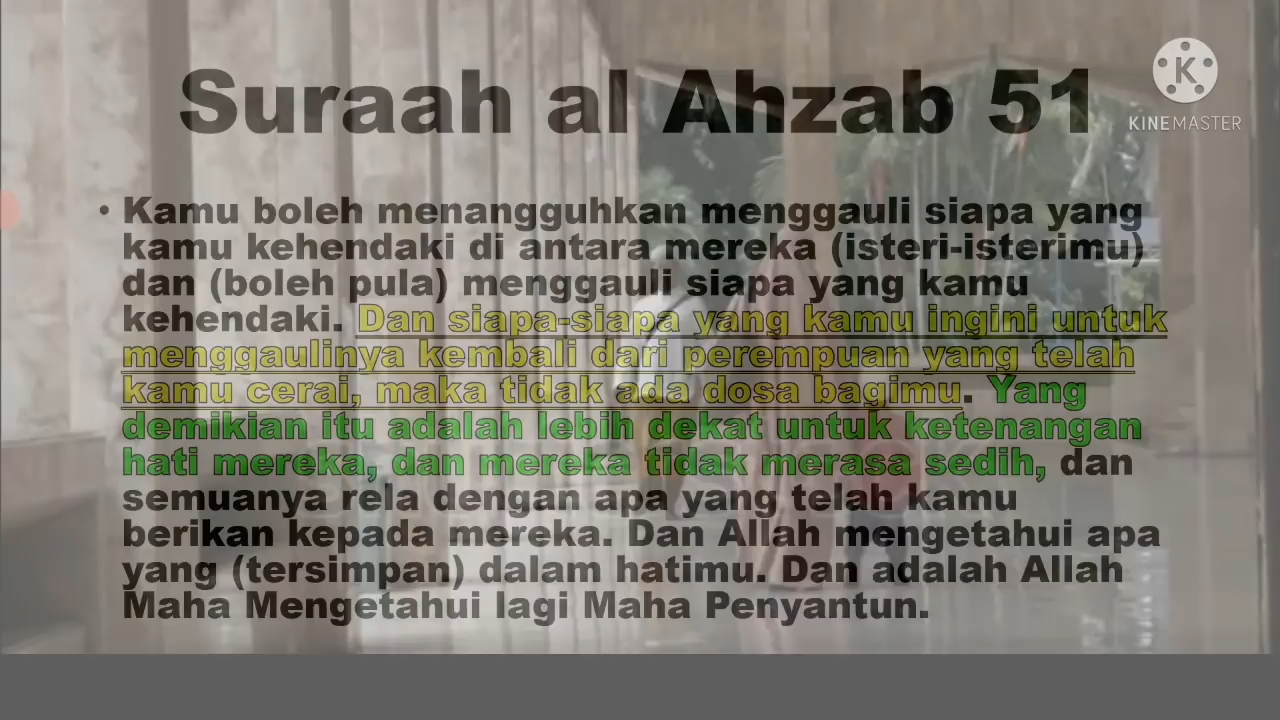 Suraah al Ahzab 51
KINEMASTER
• Kamu boleh menangguhkan menggauli siapa yang
kamu kehendaki di antara mereka (isteri-isterimu)
dan (boleh pula) menggauli siapa yang kamu
kehendaki. Dan siapa-siapa yang kamu ingini untuk
menggaulinya kembali dari perempuan yang telah
kamu cerai, maka tidak ada dosa bagimu. Yang
demikian itu adalah lebih dekat untuk ketenangan
hati mereka, dan mereka tidak merasa sedih, dan
semuanya rela dengan apa yang telah kamu
berikan kepada mereka. Dan Allah mengetahui apa
yang (tersimpan) dalam hatimu. Dan adalah Allah
Maha Mengetahui lagi Maha Penyantun.